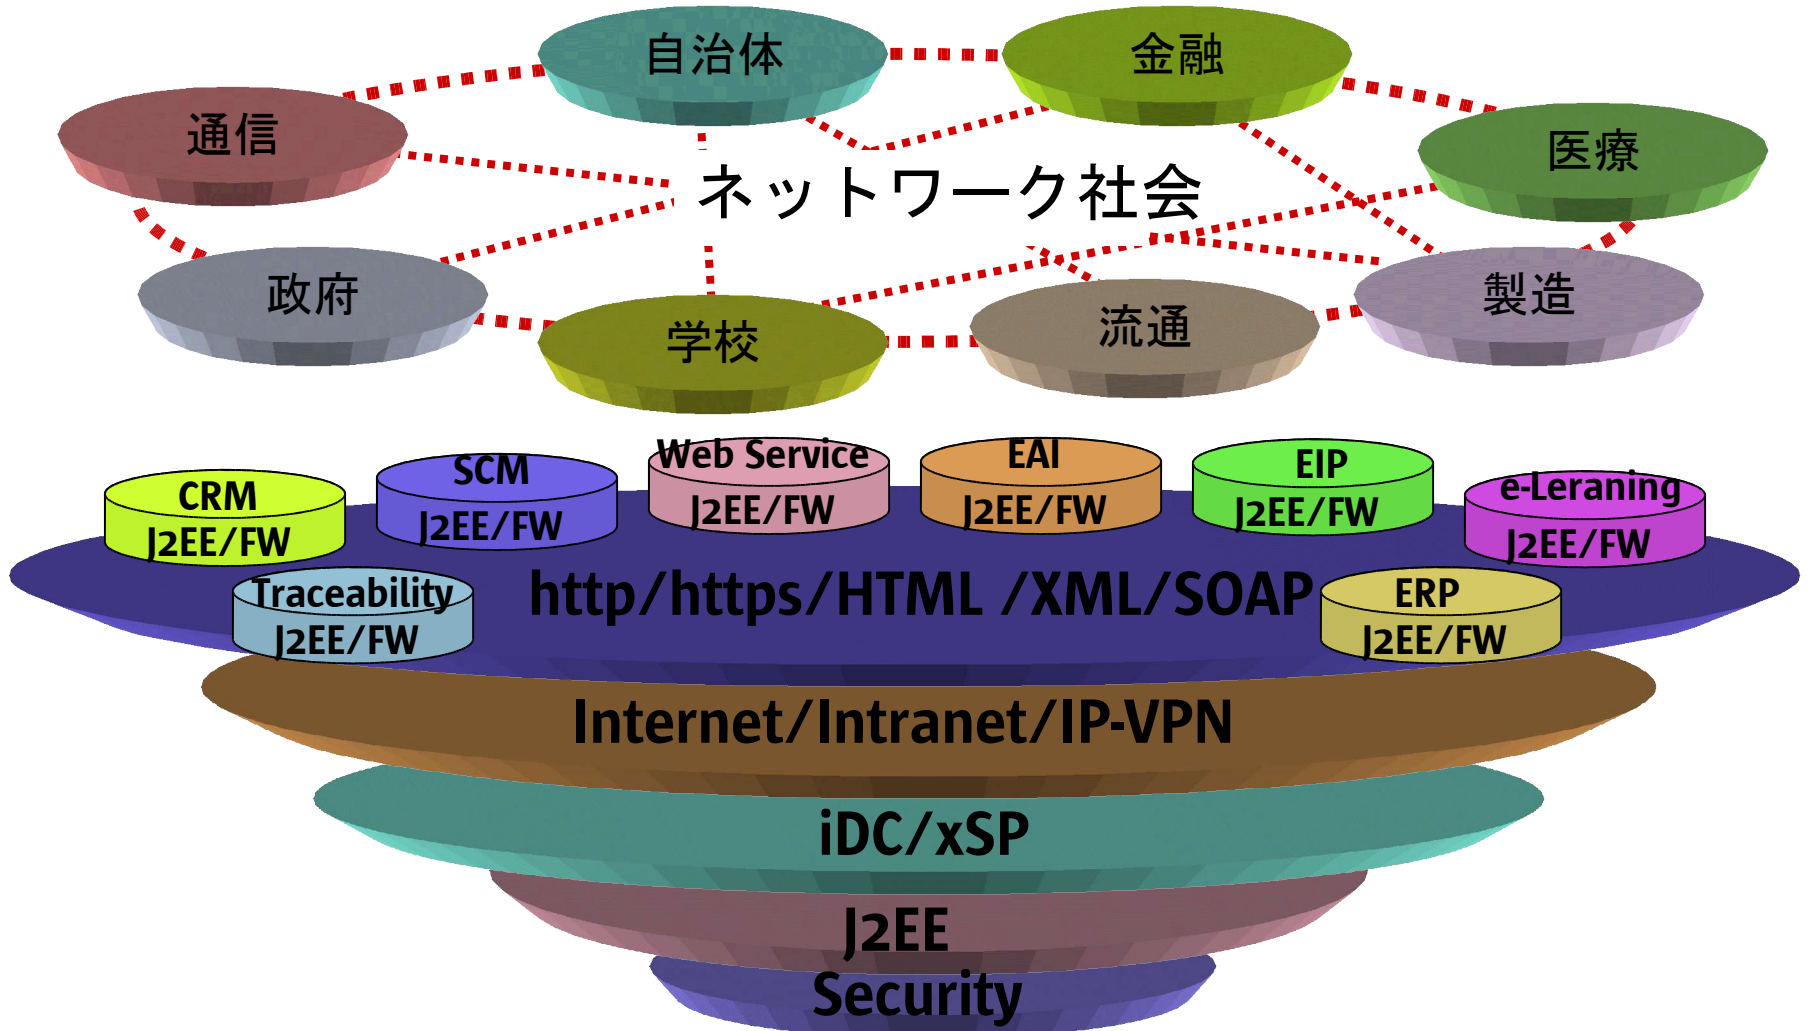 自治体
金融
通信
医療
ネットワーク社会
政府
製造
学校
流通
Web Service
J2EE/FW
EAI
J2EE/FW
EIP
J2EE/FW
SCM
J2EE/FW
CRM
J2EE/FW
e-Leraning
J2EE/FW
Traceability
J2EE/FW
http/https/HTML /XML/SOAP
ERP
J2EE/FW
Internet/Intranet/IP-VPN
iDC/xSP
J2EE
Security